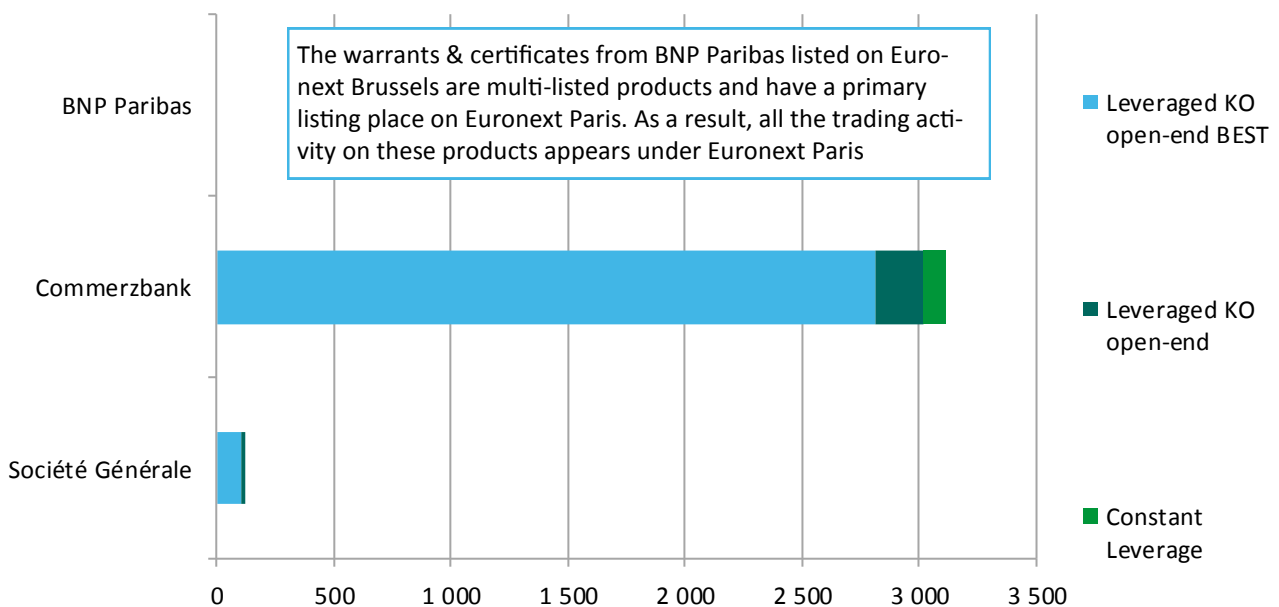 The warrants & certificates from BNP Paribas listed on Euro-
next Brussels are multi-listed products and have a primary
listing place on Euronext Paris. As a result, all the trading acti-
vity on these products appears under Euronext Paris
BNP Paribas
Commerzbank
Société Générale
0 500 1 000 1 500 2 000 2 500 3 000 3 500
Leveraged KO
open-end BEST
Leveraged KO
open-end
Constant
Leverage